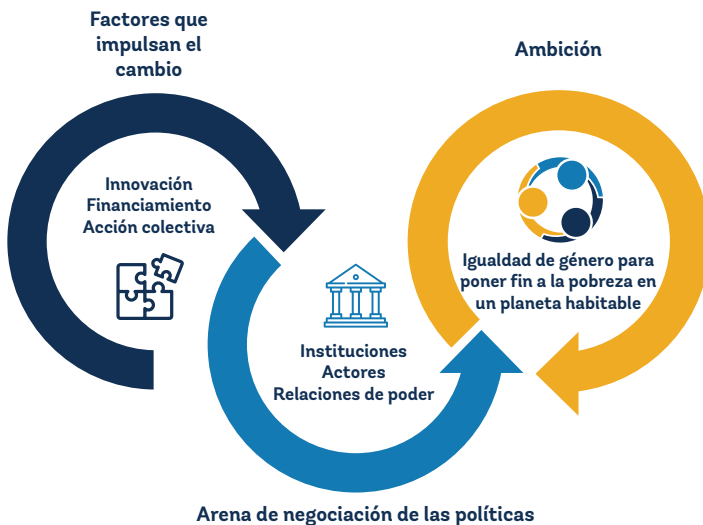 Factores que
impulsan el
cambio
Innovación
Financiamiento
Acción colectiva
Instituciones
Actores
Relaciones de poder
Arena de negociación de las políticas
Ambición
Igualdad de género para
poner fin a la pobreza en
un planeta habitable